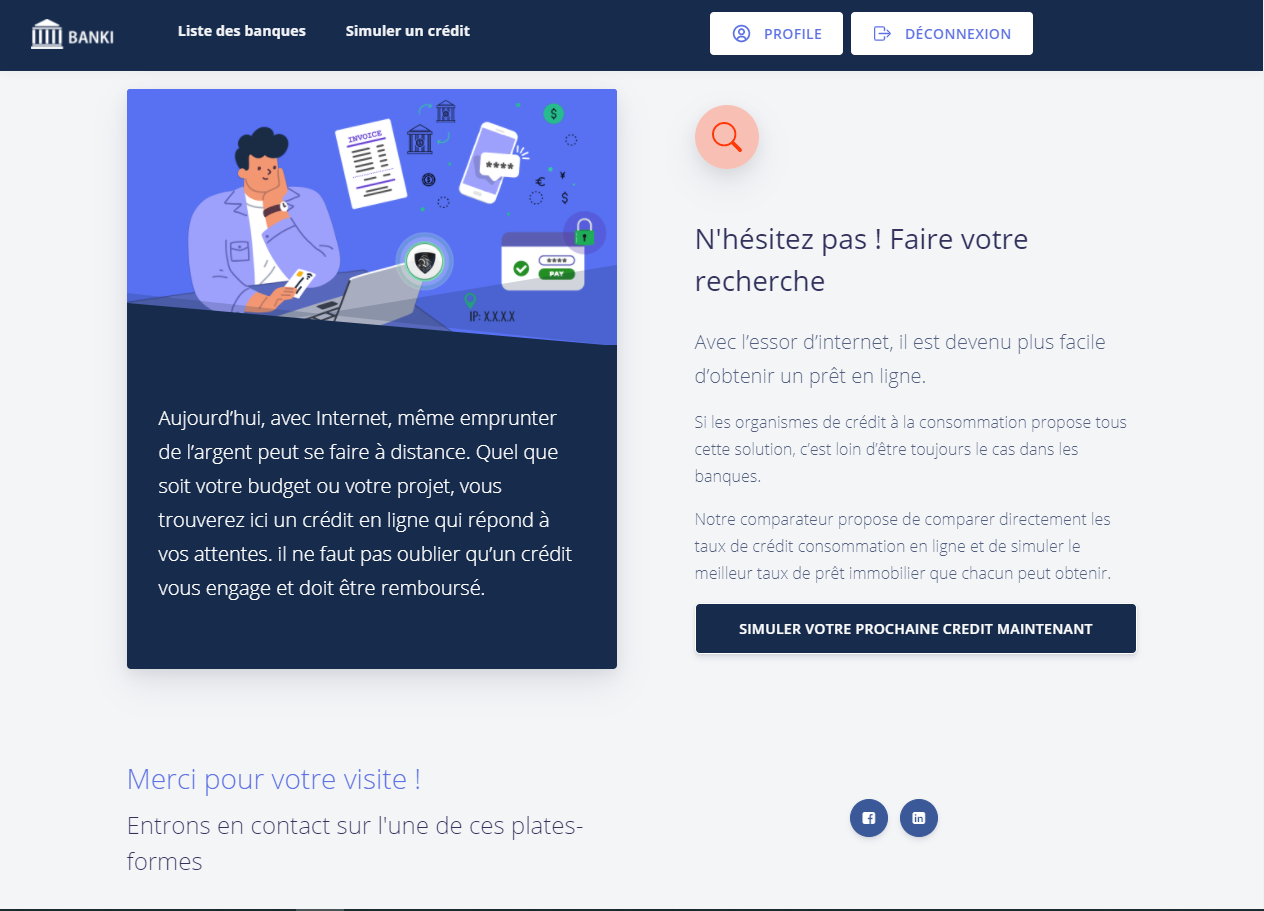 BANKI
Liste des banques
Simuler un crédit
PROFILE
DÉCONNEXION
INVOICE
$
****
€
¥
$
****
PAY
IP: X.X.X.X
Aujourd’hui, avec Internet, même emprunter
de l’argent peut se faire à distance. Quel que
soit votre budget ou votre projet, vous
trouverez ici un crédit en ligne qui répond à
vos attentes. il ne faut pas oublier qu’un crédit
vous engage et doit être remboursé.
N'hésitez pas ! Faire votre
recherche
Avec l’essor d’internet, il est devenu plus facile
d’obtenir un prêt en ligne.
Si les organismes de crédit à la consommation propose tous
cette solution, c’est loin d’être toujours le cas dans les
banques.
Notre comparateur propose de comparer directement les
taux de crédit consommation en ligne et de simuler le
meilleur taux de prêt immobilier que chacun peut obtenir.
SIMULER VOTRE PROCHAINE CREDIT MAINTENANT
Merci pour votre visite !
Entrons en contact sur l'une de ces plates-
formes
in